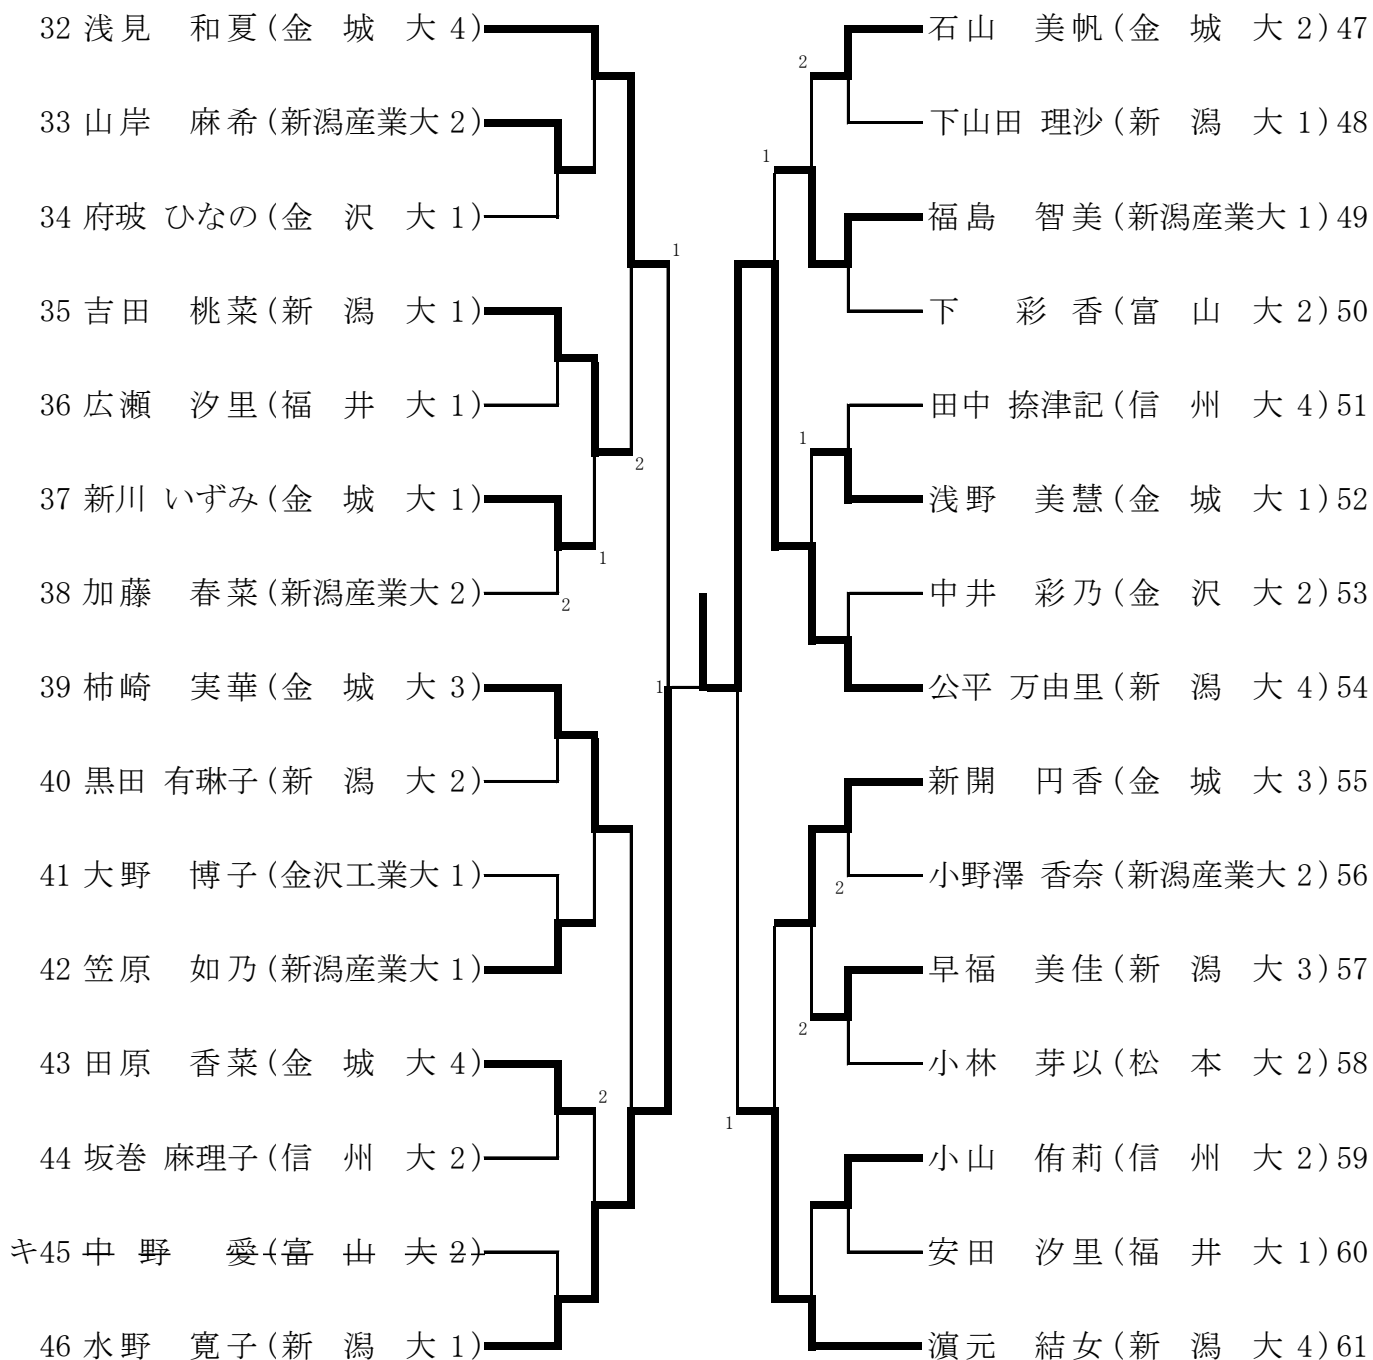 32 浅見 和夏(金城大 4)
33 山岸 麻希(新潟産業大 2)
34 府玻 ひなの(金沢大 1)
35 吉田 桃菜(新潟大 1)
36 広瀬 汐里(福井大 1)
2
37 新川 いずみ(金城大 1)
1
38 加藤 春菜(新潟産業大 2)
2
1
39 柿崎 実華(金城大 3)
1
40 黒田 有琳子(新潟大 2)
41 大野 博子(金沢工業大 1)
42 笠原 如乃(新潟産業大 1)
43 田原 香菜(金城大 4)
2
44 坂巻 麻理子(信州大 2)
キ45 中野 愛(富山大 2)
46 水野 寛子(新潟大 1)
石山 美帆(金城大 2)47
2
下山田 理沙(新潟大 1)48
1
福島 智美(新潟産業大 1)49
下 彩香(富山大 2)50
田中 捺津記(信州大 4)51
1
浅野 美慧(金城大 1)52
中井 彩乃(金沢大 2)53
公平 万由里(新潟大 4)54
新開 円香(金城大 3)55
小野澤 香奈(新潟産業大 2)56
2
早福 美佳(新潟大 3)57
2
小林 芽以(松本大 2)58
1
小山 侑莉(信州大 2)59
安田 汐里(福井大 1)60
濵元 結女(新潟大 4)61